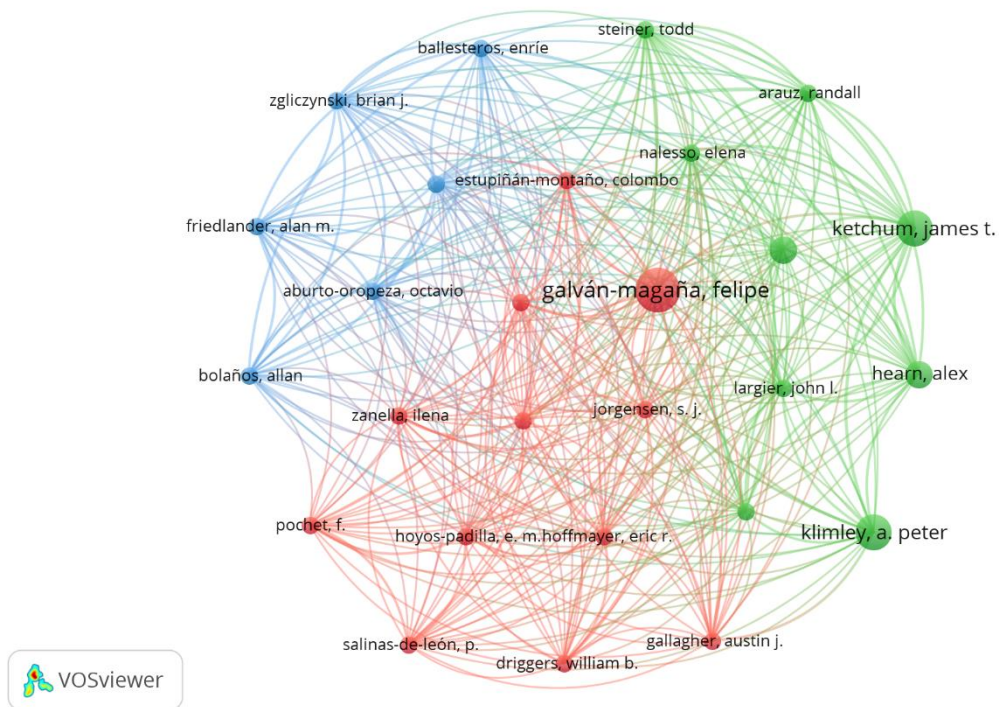 steiner, todd
ballesteros, enríe
zgliczynski, brian j.
arauz, randall
nalesso, elena
estupiñán-montaño, colombo
friedlander, alan m.
ketchum, james t.
aburto-oropeza, octavio
galván-magaña, felipe
bolaños, allan
hearn, alex
largier, john l.
zanella, ilena
jorgensen, s. j.
pochet, f.
hoyos-padilla, e. m.
hoffmayer, eric r.
klimley, a. peter
salinas-de-león, p.
gallagher, austin j.
driggers, william b.
VOSviewer